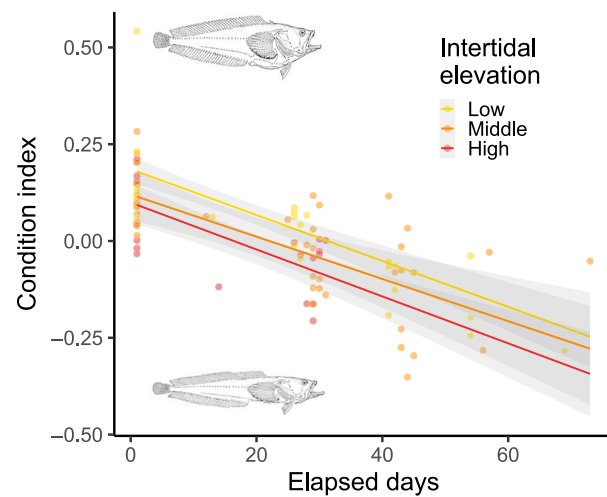 0.50
0.25
0.00
−0.25
−0.50
Condition index
Intertidal
elevation
Low
Middle
High
0
20
40
60
Elapsed days